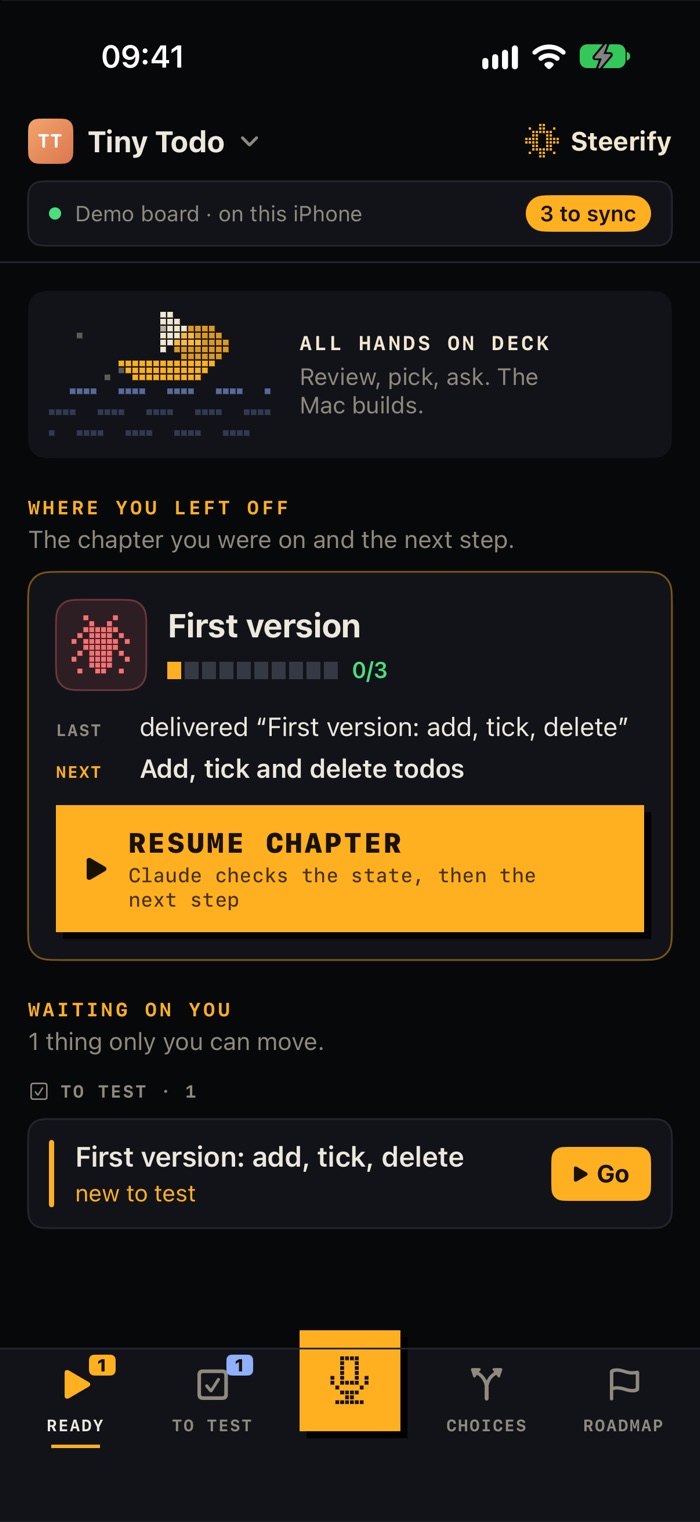 09:41
TT Tiny Todo
Steerify
Demo board · on this iPhone
3 to sync
ALL HANDS ON DECK
Review, pick, ask. The
Mac builds.
WHERE YOU LEFT OFF
The chapter you were on and the next step.
First version
0/3
LAST delivered “First version: add, tick, delete”
NEXT Add, tick and delete todos
RESUME CHAPTER
Claude checks the state, then the
next step
WAITING ON YOU
1 thing only you can move.
TO TEST · 1
First version: add, tick, delete
new to test
Go
1
1
READY
TO TEST
CHOICES
ROADMAP